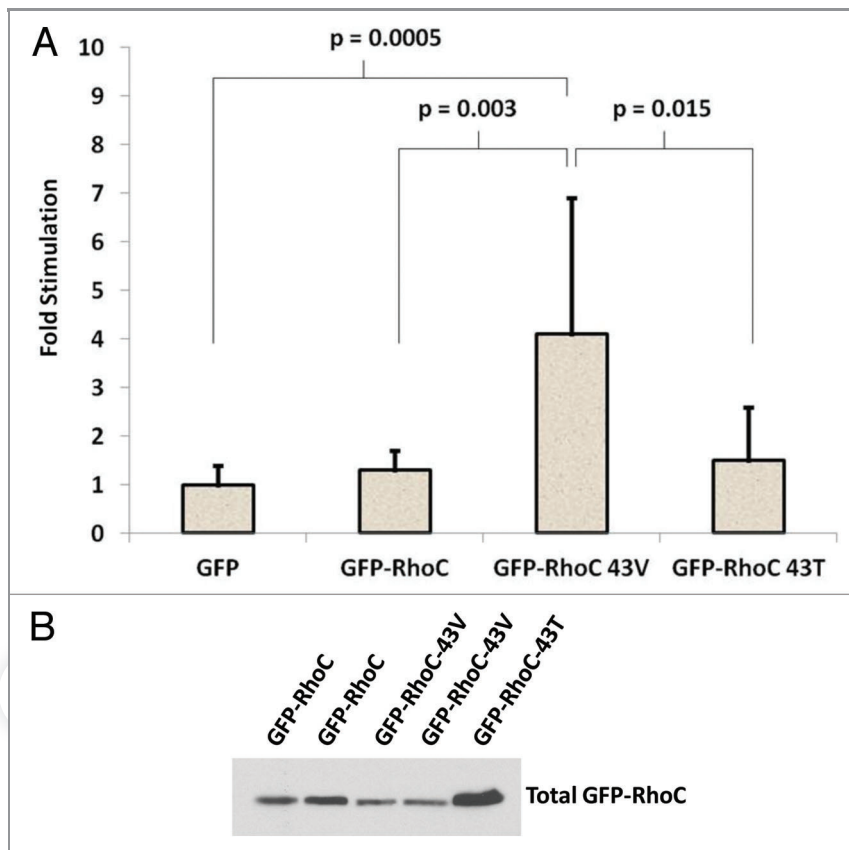 A
p = 0.0005
p = 0.003 p = 0.015
10
9
8
7
6
5
4
3
2
1
0
Fold Stimulation
GFP GFP-RhoC GFP-RhoC 43V GFP-RhoC 43T
B
GFP-RhoC
GFP-RhoC
GFP-RhoC-43V
GFP-RhoC-43V
GFP-RhoC-43T
Total GFP-RhoC